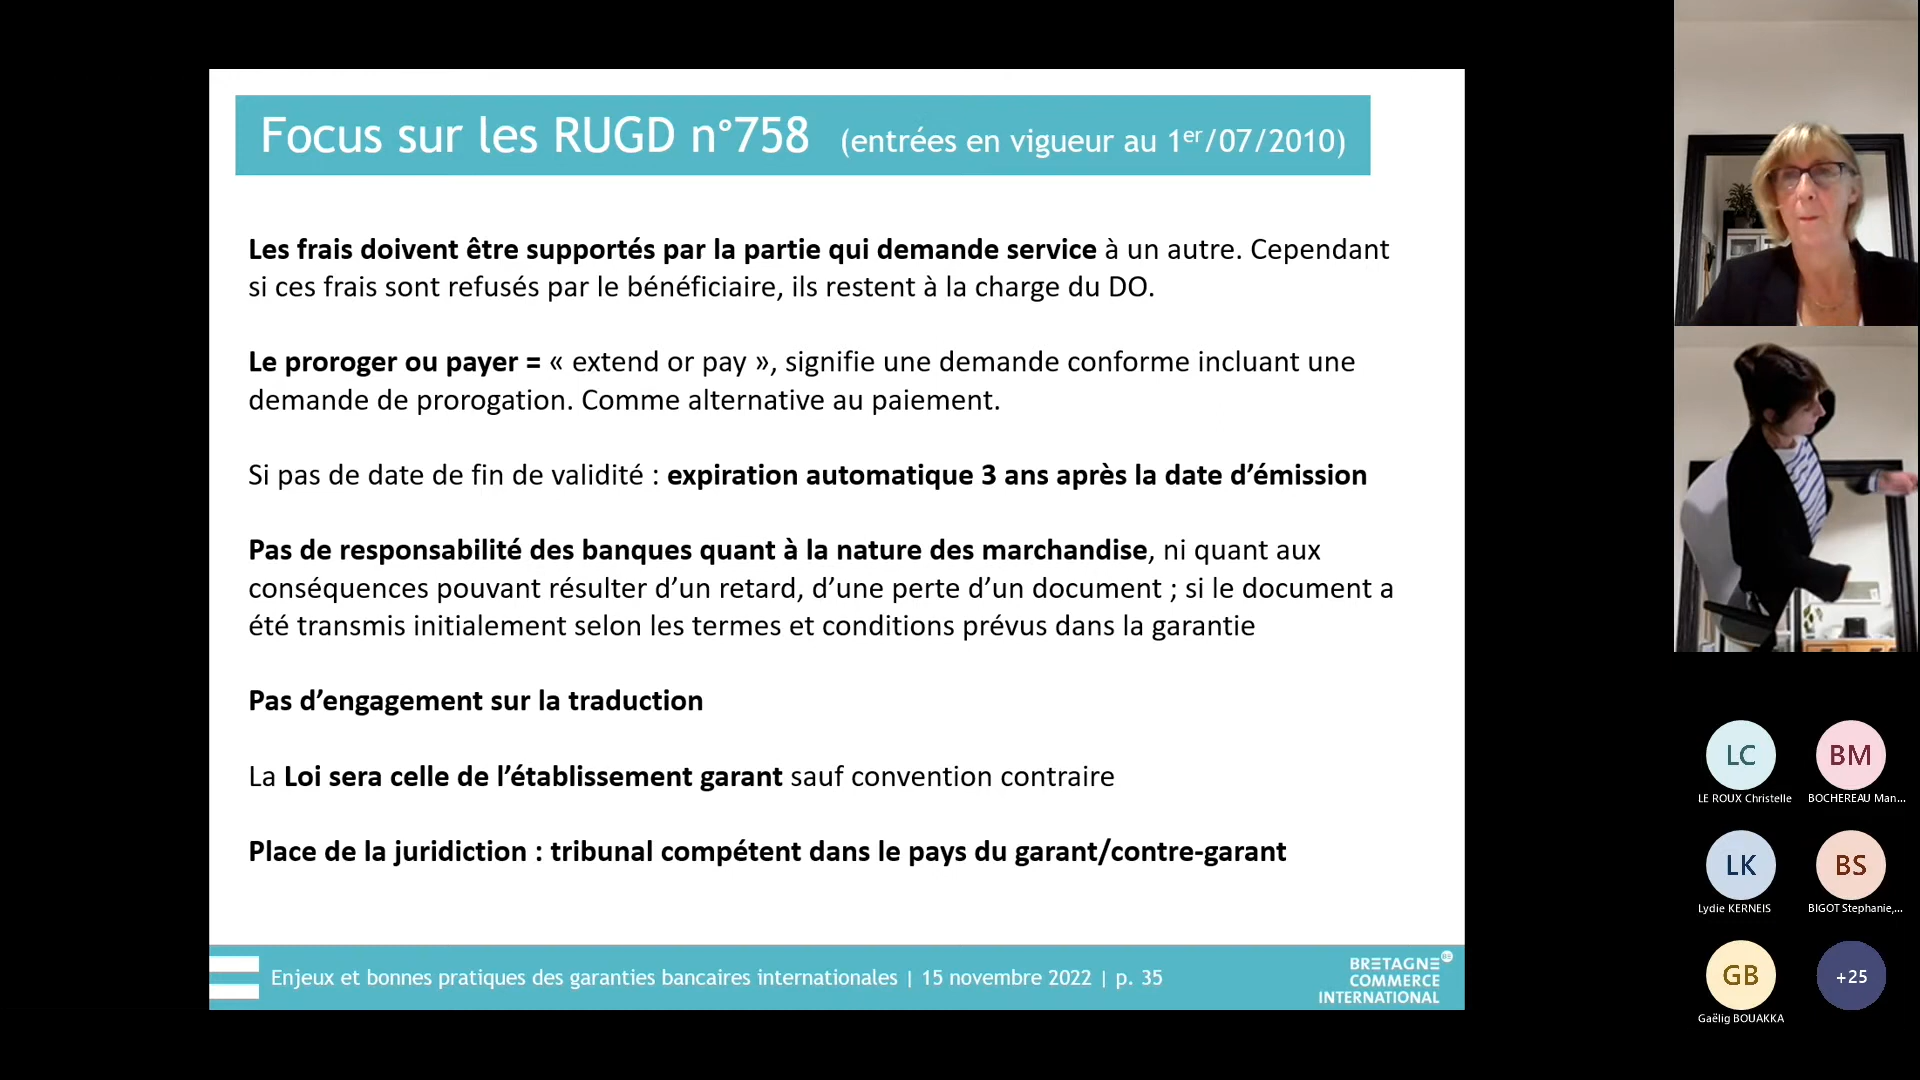 Focus sur les RUGD n°758 (entrées en vigueur au 1er/07/2010)
Les frais doivent être supportés par la partie qui demande service à un autre. Cependant
si ces frais sont refusés par le bénéficiaire, ils restent à la charge du DO.
Le proroger ou payer = « extend or pay », signifie une demande conforme incluant une
demande de prorogation. Comme alternative au paiement.
Si pas de date de fin de validité : expiration automatique 3 ans après la date d’émission
Pas de responsabilité des banques quant à la nature des marchandise, ni quant aux
conséquences pouvant résulter d’un retard, d’une perte d’un document ; si le document a
été transmis initialement selon les termes et conditions prévus dans la garantie
Pas d’engagement sur la traduction
La Loi sera celle de l’établissement garant sauf convention contraire
Place de la juridiction : tribunal compétent dans le pays du garant/contre-garant
Enjeux et bonnes pratiques des garanties bancaires internationales | 15 novembre 2022 | p. 35
BRETAGNE
COMMERCE
INTERNATIONAL
LC
LE ROUX Christelle
BM
BOCHEREAU Man...
LK
Lydie KERNEIS
BS
BIGOT Stephanie,...
GB
Gaëlig BOUAKKA
+25